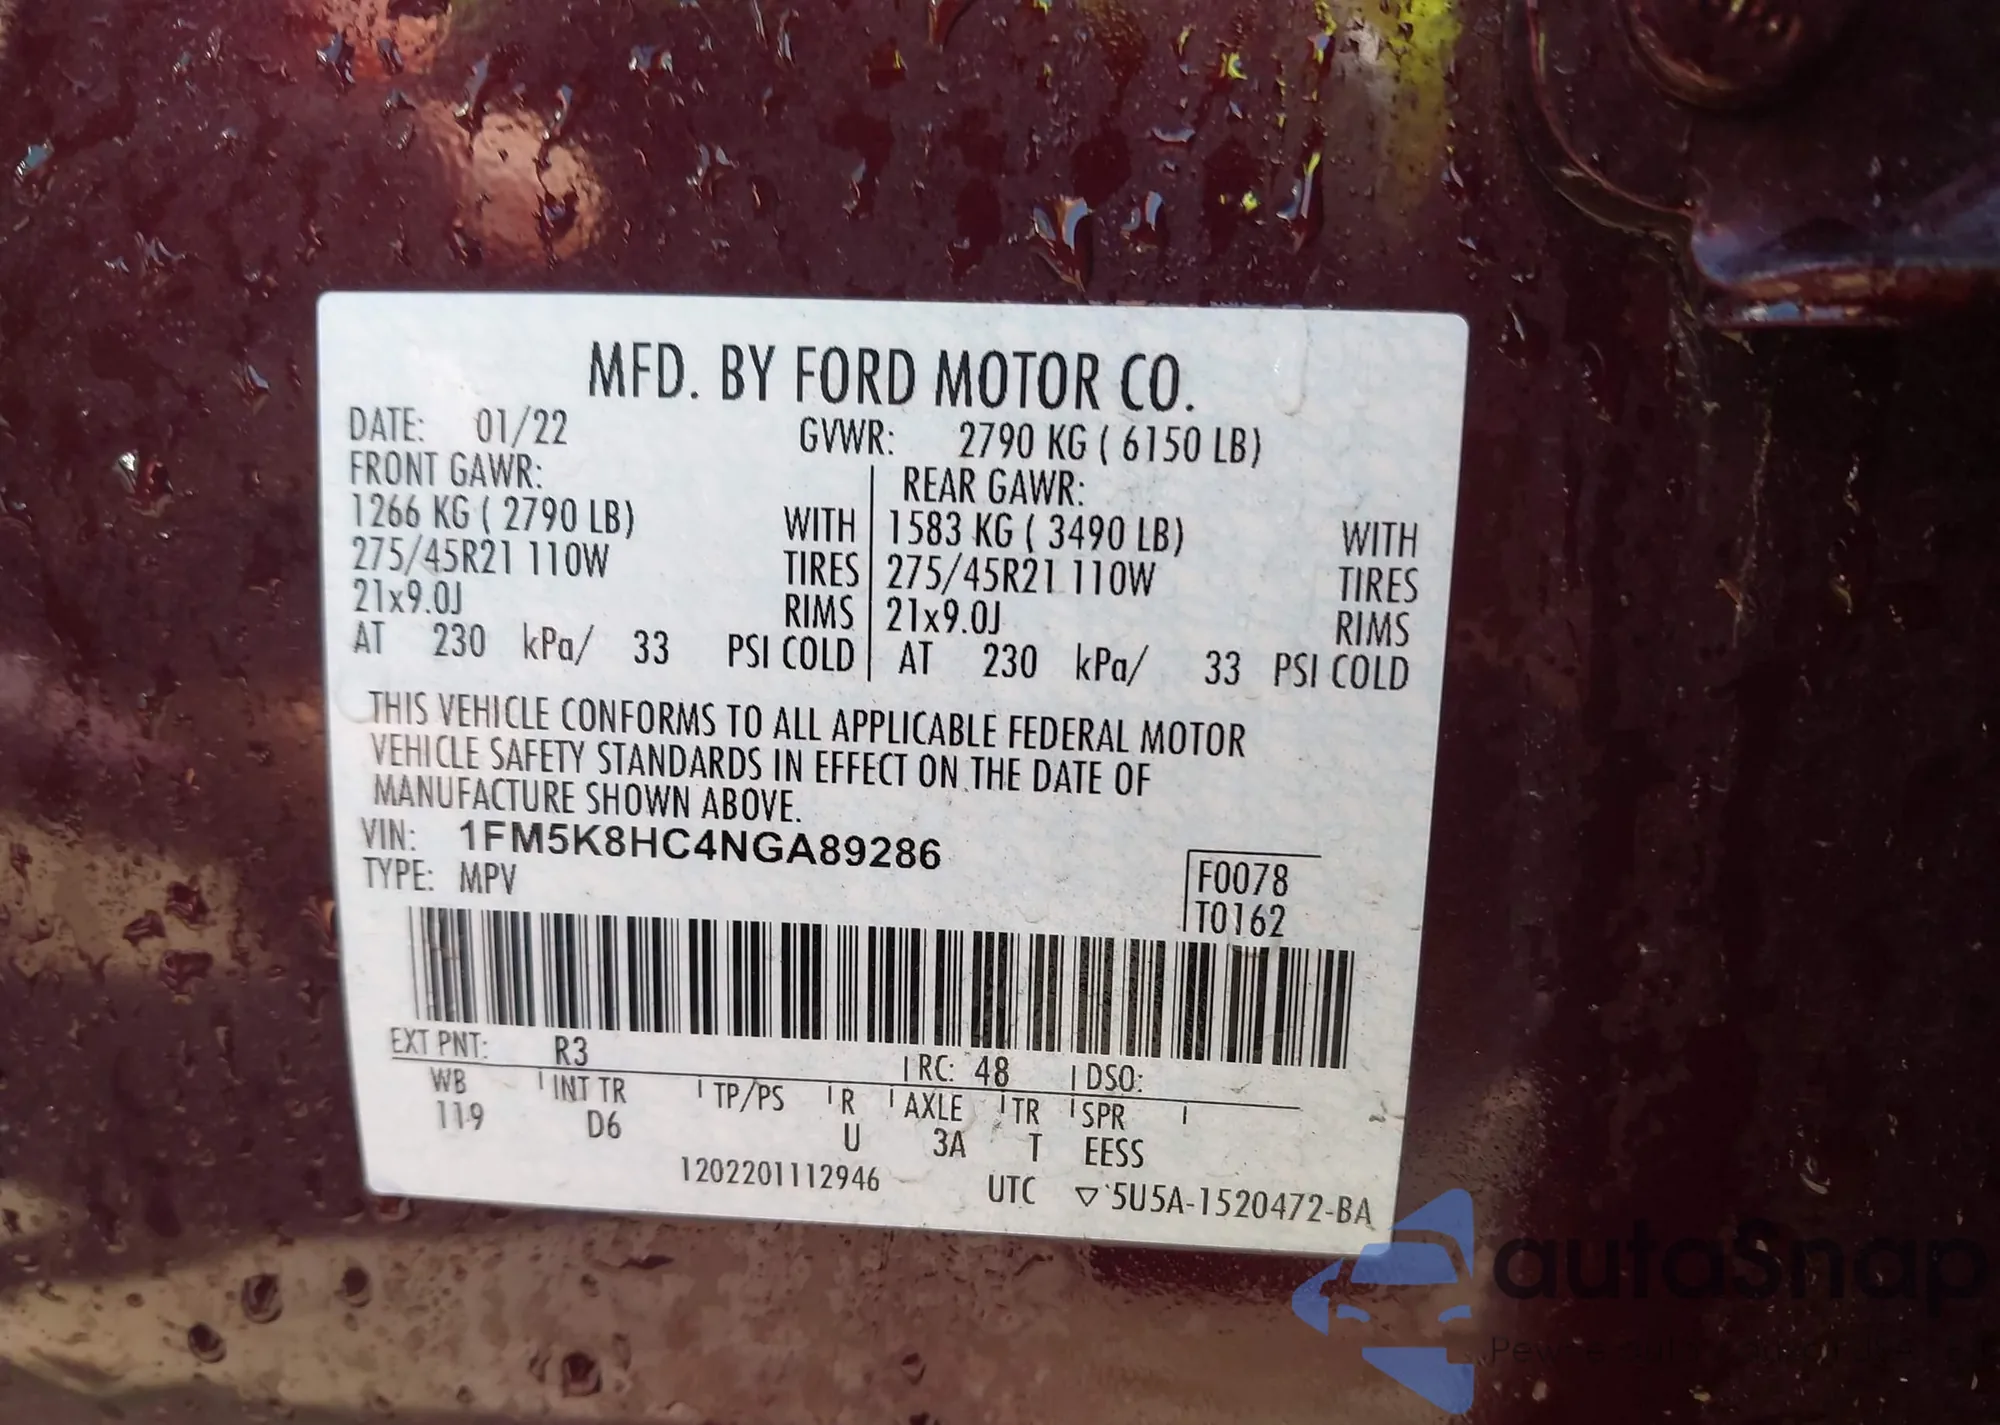 MFD. BY FORD MOTOR CO.
DATE: 01/22 GVWR: 2790 KG ( 6150 LB)
FRONT GAWR: REAR GAWR:
1266 KG ( 2790 LB) WITH 1583 KG ( 3490 LB) WITH
275/45R21 110W TIRES 275/45R21 110W TIRES
21x9.0J RIMS 21x9.0J RIMS
AT 230 kPa/ 33 PSI COLD AT 230 kPa/ 33 PSI COLD
THIS VEHICLE CONFORMS TO ALL APPLICABLE FEDERAL MOTOR
VEHICLE SAFETY STANDARDS IN EFFECT ON THE DATE OF
MANUFACTURE SHOWN ABOVE.
VIN: 1FM5K8HC4NGA89286
TYPE: MPV
F0078
T0162
EXT PNT: R3 RC: 48 DSO:
WB INT TR TP/PS R AXLE TR SPR
119 D6 U 3A T EESS
1202201112946 UTC ▽5U5A-1520472-BA
autoSnap